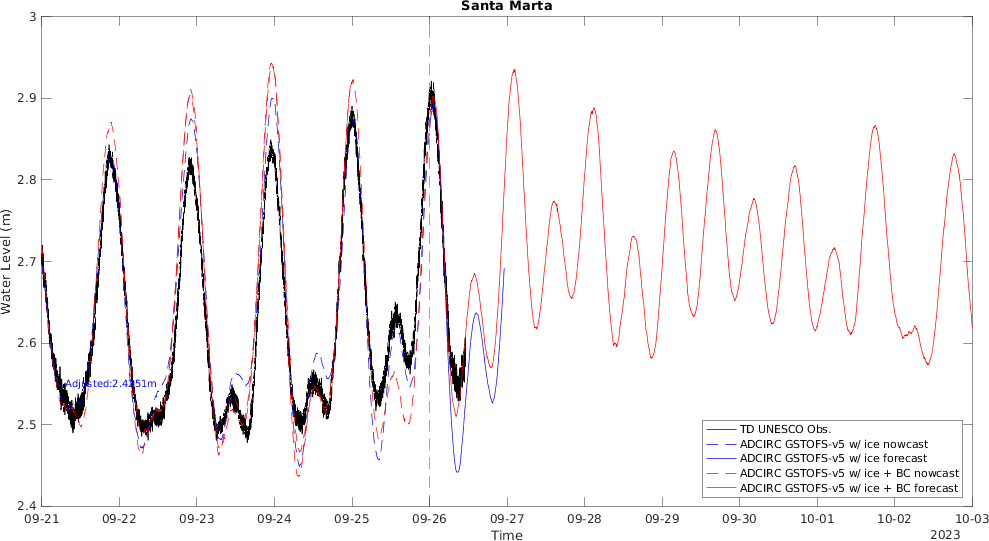 Santa Marta
Water Level (m)
3
2.9
2.8
2.7
2.6
2.5
2.4
Adjusted:2.4251m
TD UNESCO Obs.
ADCIRC GSTOFS-v5 w/ ice nowcast
ADCIRC GSTOFS-v5 w/ ice forecast
ADCIRC GSTOFS-v5 w/ ice + BC nowcast
ADCIRC GSTOFS-v5 w/ ice + BC forecast
09-21 09-22 09-23 09-24 09-25 09-26 09-27 09-28 09-29 09-30 10-01 10-02 10-03
Time
2023